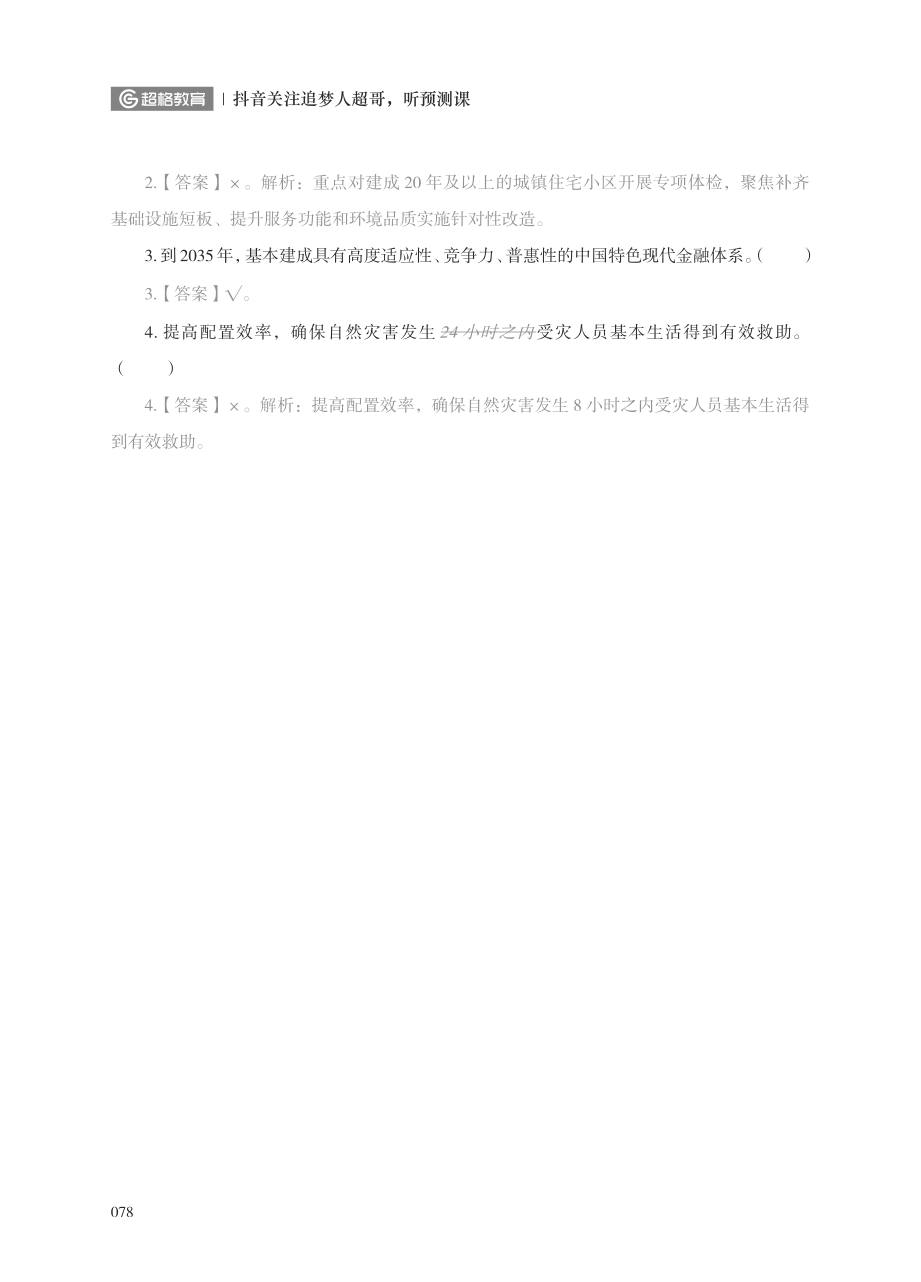 超格教育 | 抖音关注追梦人超哥，听预测课
2.【答案】×。解析：重点对建成 20 年及以上的城镇住宅小区开展专项体检，聚焦补齐
基础设施短板、提升服务功能和环境品质实施针对性改造。
3. 到 2035 年，基本建成具有高度适应性、竞争力、普惠性的中国特色现代金融体系。（　　）
3.【答案】√。
4. 提高配置效率，确保自然灾害发生 24 小时之内受灾人员基本生活得到有效救助。
（　　）
4.【答案】×。解析：提高配置效率，确保自然灾害发生 8 小时之内受灾人员基本生活得
到有效救助。
078